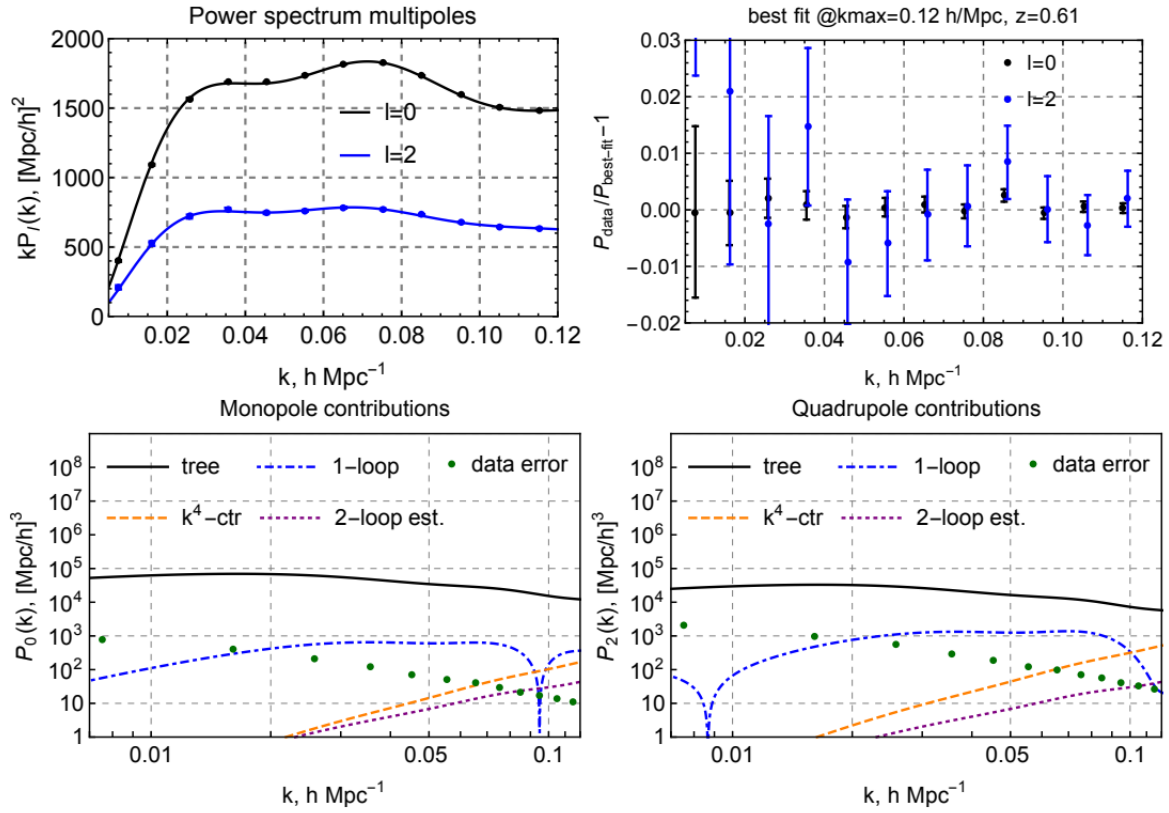 Power spectrum multipoles
kP_l(k), [Mpc/h]^2
2000
1500
1000
500
0
l=0
l=2
0.02 0.04 0.06 0.08 0.10 0.12
k, h Mpc^−1
best fit @kmax=0.12 h/Mpc, z=0.61
P_data/P_best-fit−1
0.03
0.02
0.01
0.00
−0.01
−0.02
l=0
l=2
0.02 0.04 0.06 0.08 0.10 0.12
k, h Mpc^−1
Monopole contributions
P_0(k), [Mpc/h]^3
tree 1−loop data error
k^4−ctr 2−loop est.
10^8
10^7
10^6
10^5
10^4
10^3
10^2
10
1
0.01 0.05 0.1
k, h Mpc^−1
Quadrupole contributions
P_2(k), [Mpc/h]^3
tree 1−loop data error
k^4−ctr 2−loop est.
10^8
10^7
10^6
10^5
10^4
10^3
10^2
10
1
0.01 0.05 0.1
k, h Mpc^−1